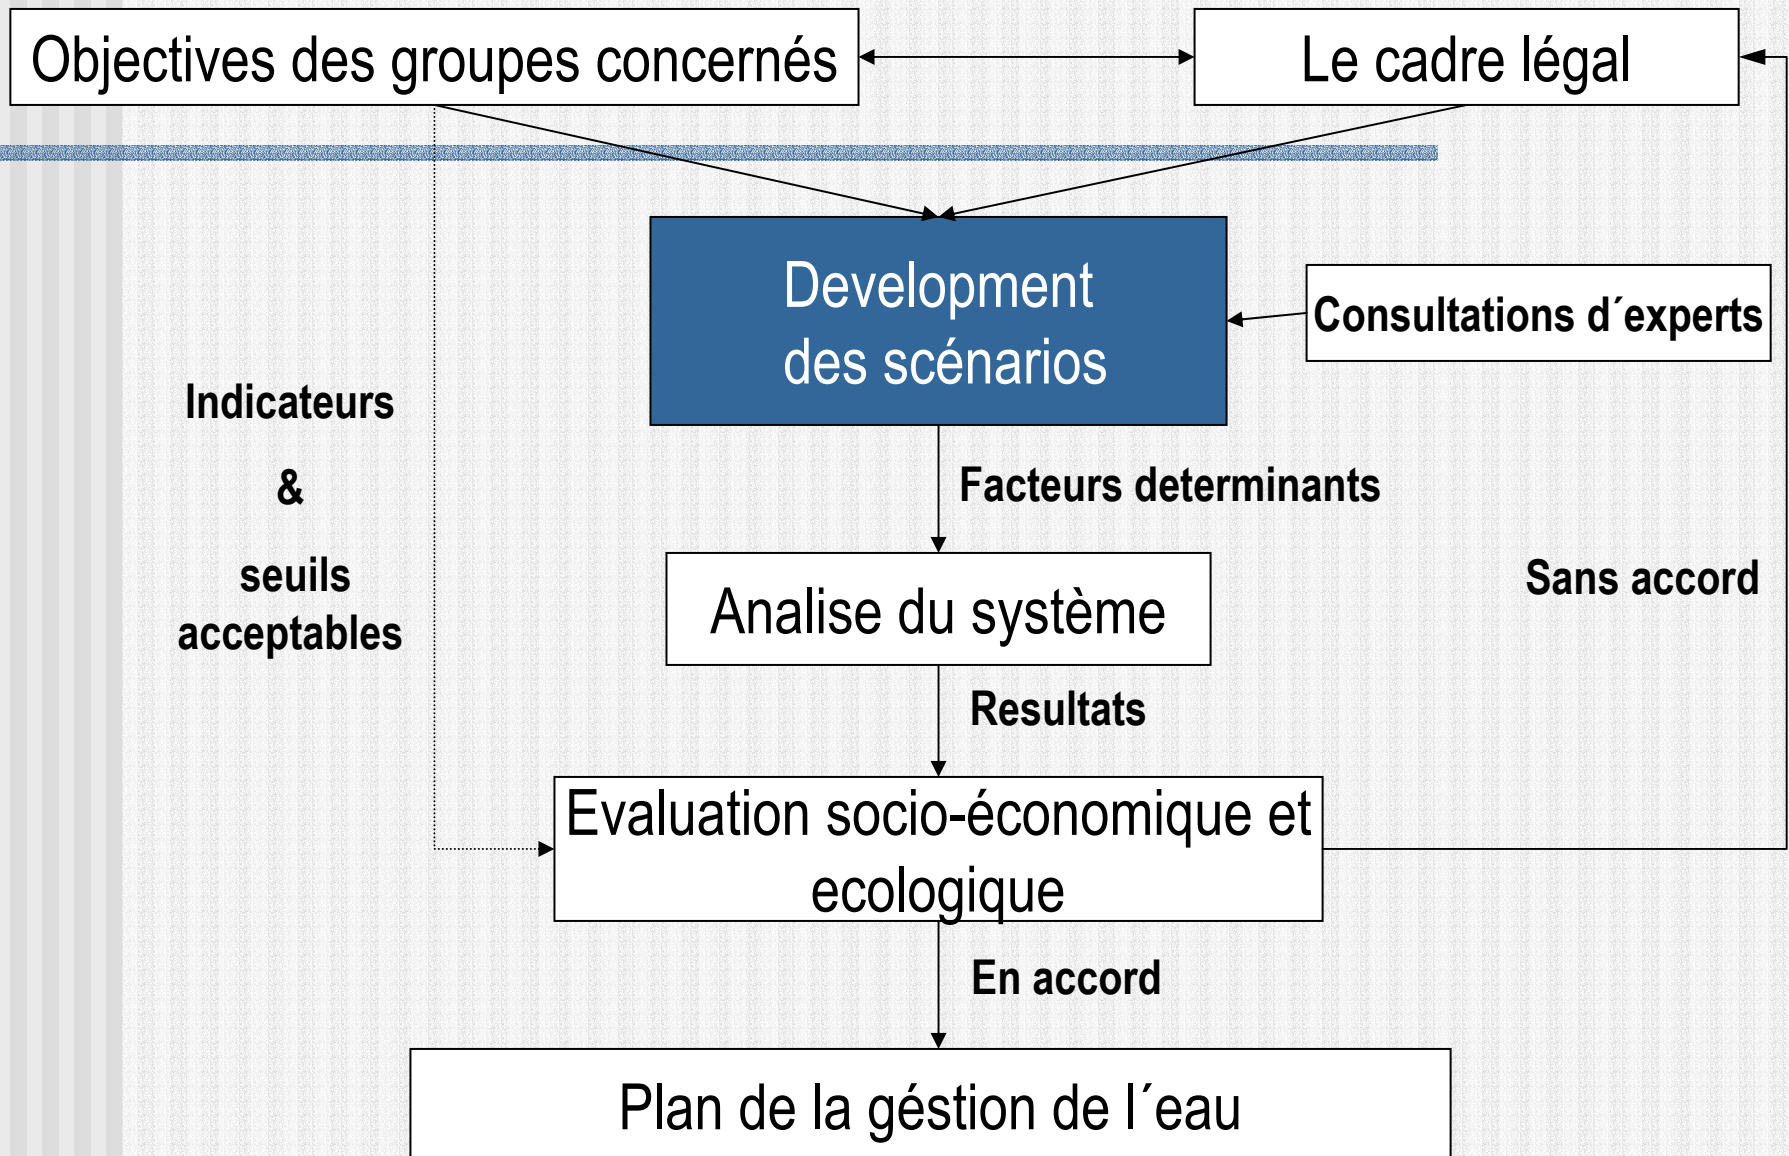 Objectives des groupes concernés
Le cadre légal
Development
des scénarios
Consultations d´experts
Indicateurs
&
seuils
acceptables
Facteurs determinants
Analise du système
Sans accord
Resultats
Evaluation socio-économique et
ecologique
En accord
Plan de la géstion de l´eau